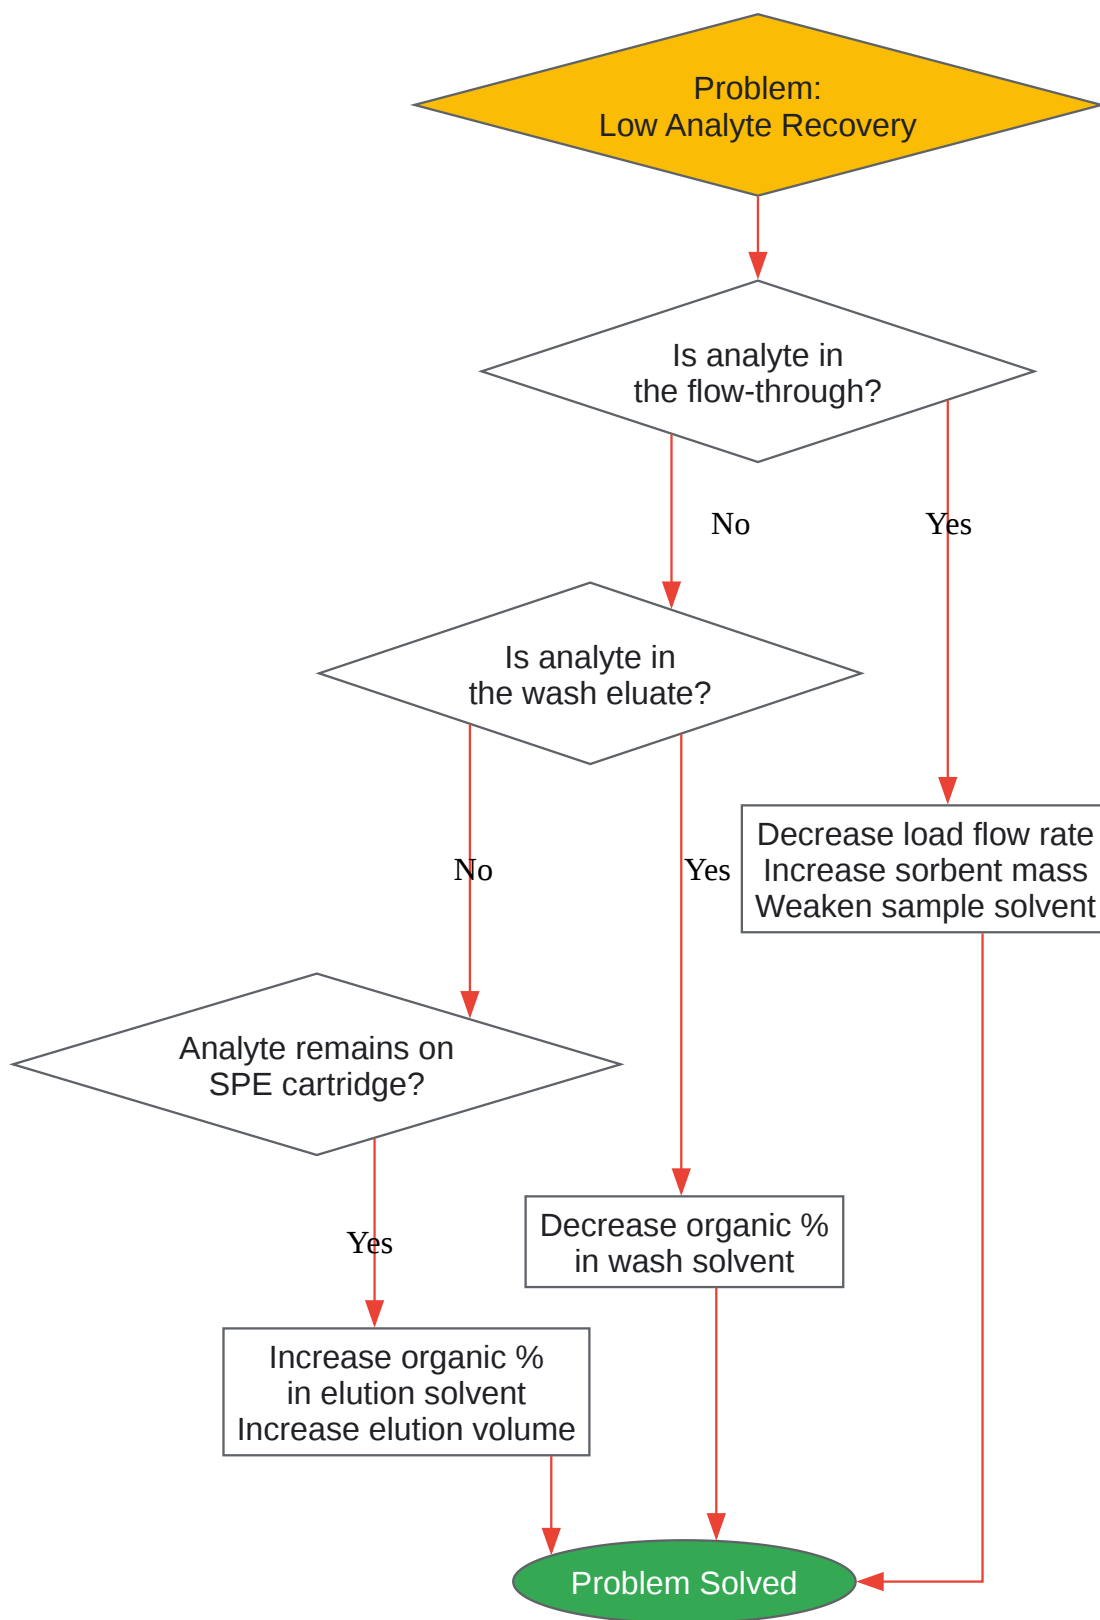 Problem:
Low Analyte Recovery
Is analyte in
the flow-through?
No
Yes
Is analyte in
the wash eluate?
Decrease load flow rate
Increase sorbent mass
Weaken sample solvent
No
Yes
Analyte remains on
SPE cartridge?
Yes
Decrease organic %
in wash solvent
Increase organic %
in elution solvent
Increase elution volume
Problem Solved